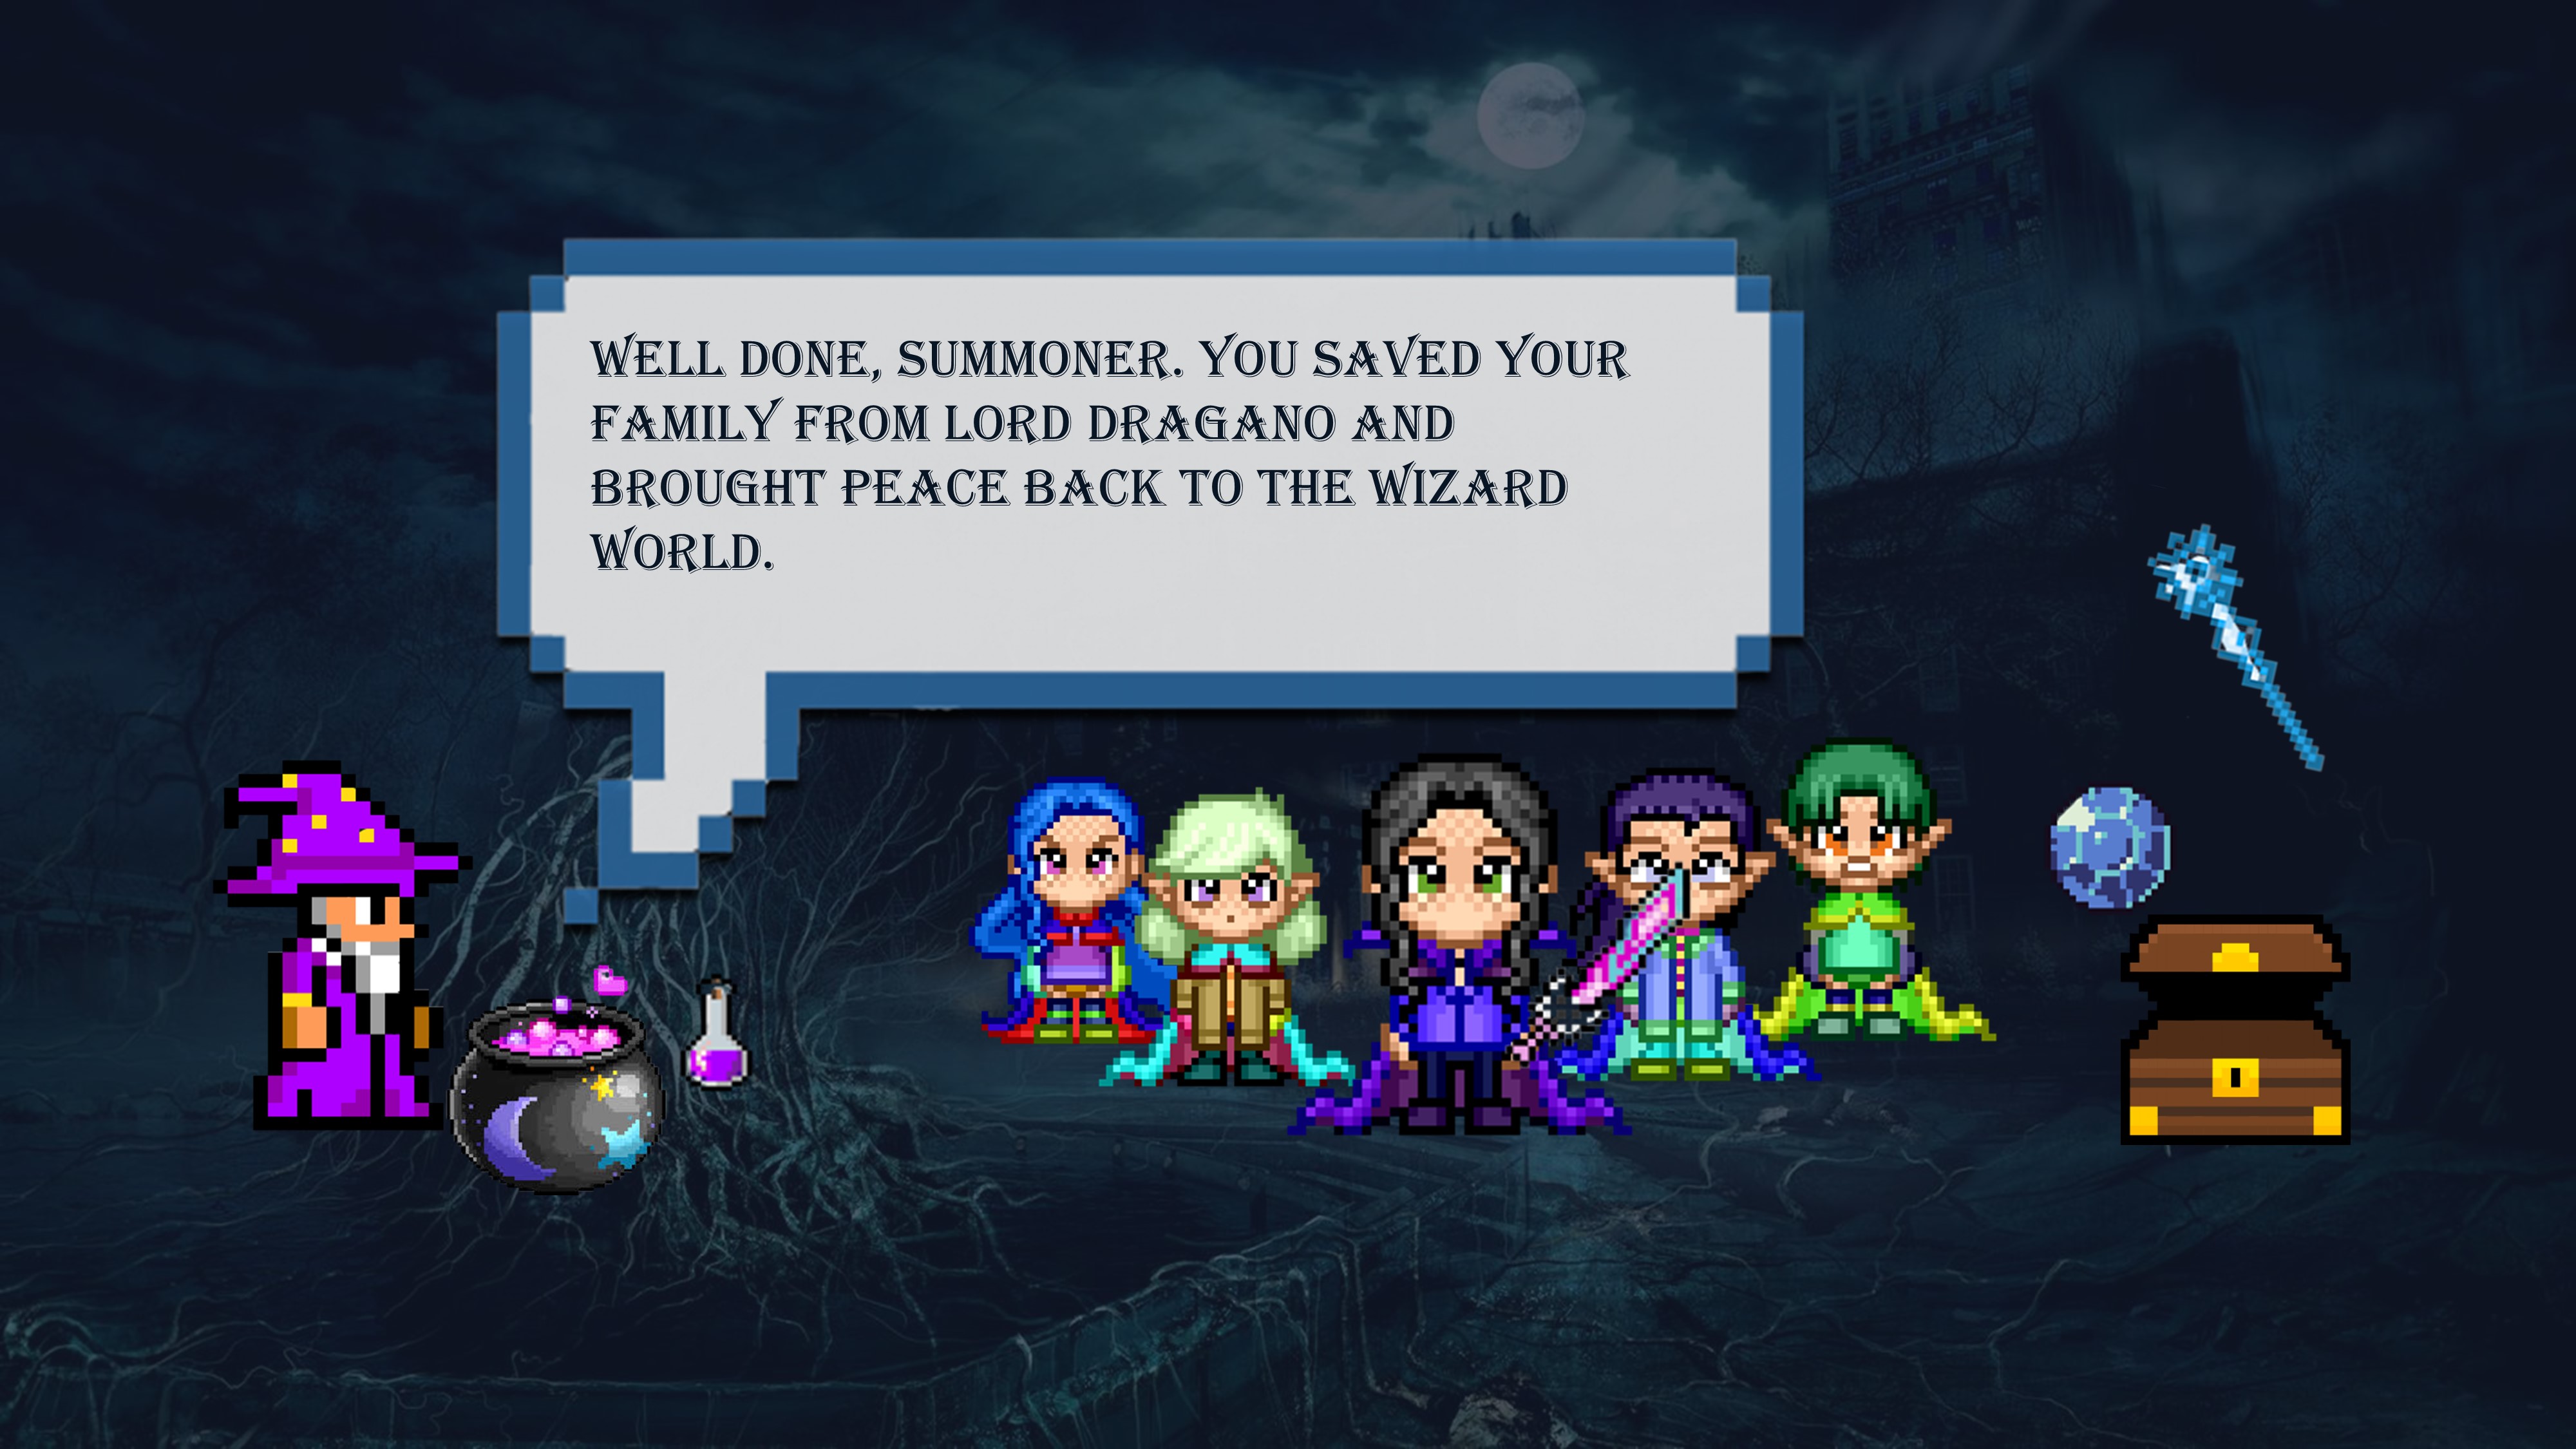 WELL DONE, SUMMONER. YOU SAVED YOUR
FAMILY FROM LORD DRAGANO AND
BROUGHT PEACE BACK TO THE WIZARD
WORLD.